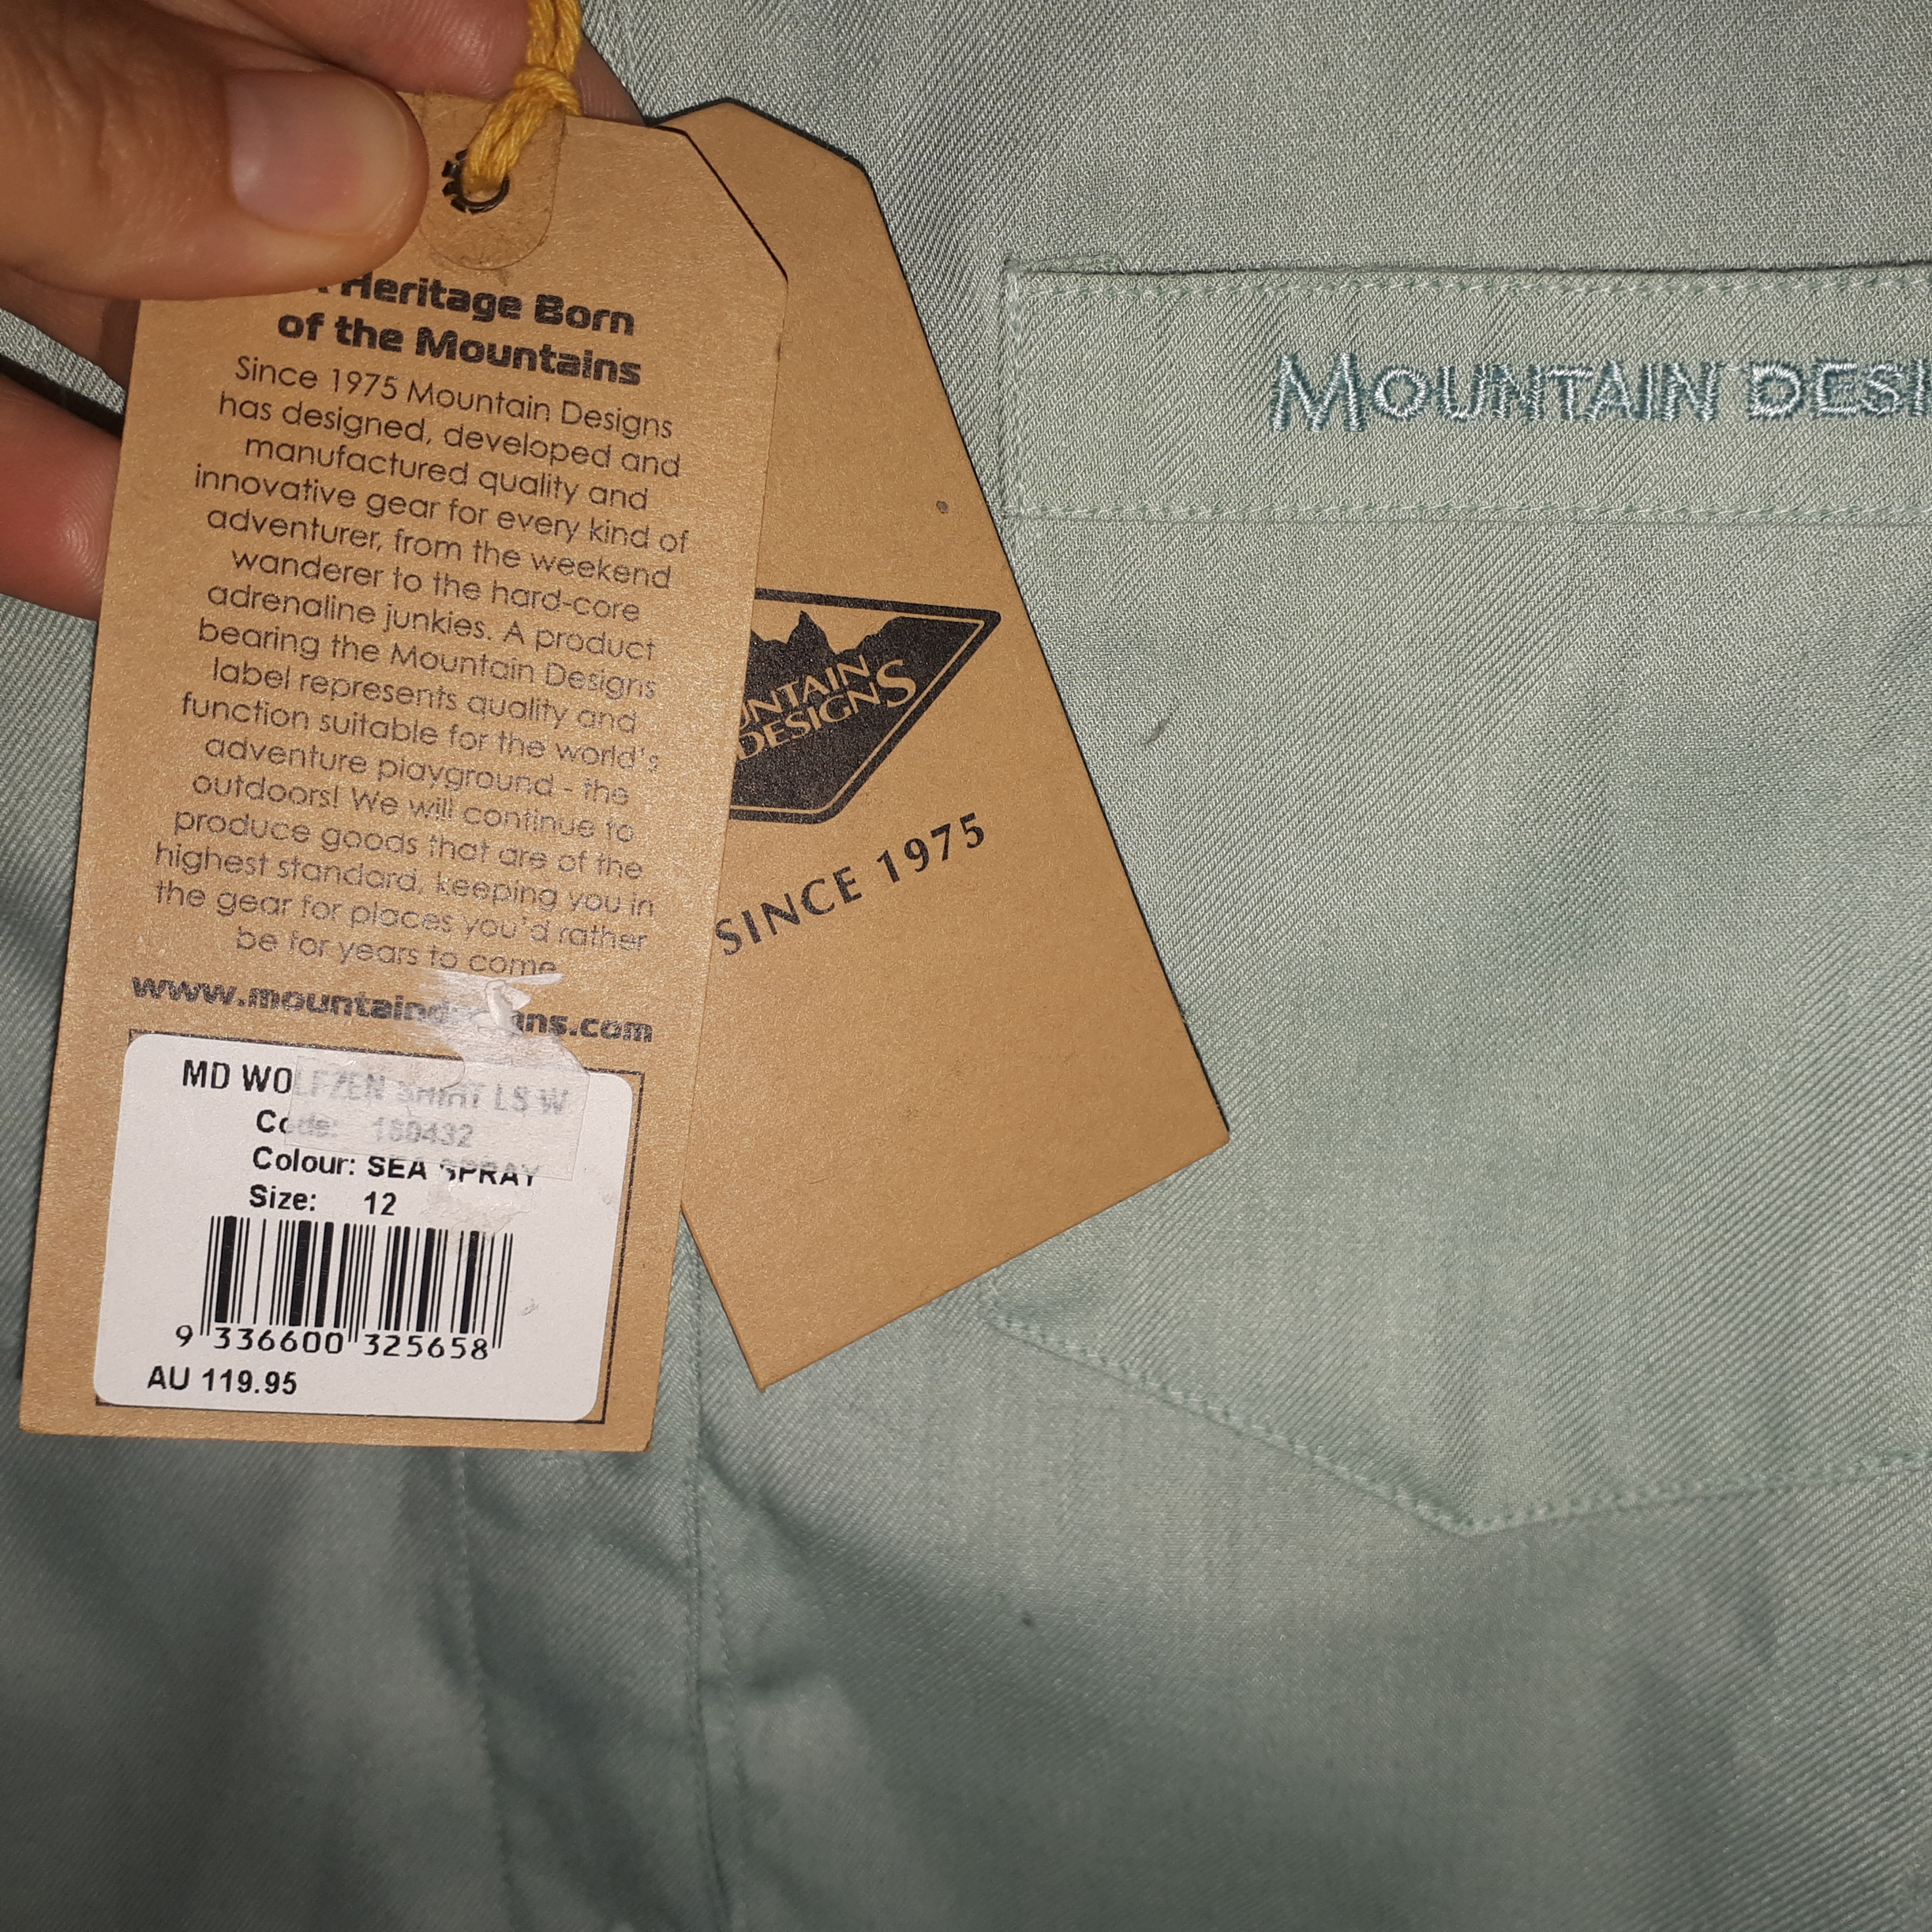 Heritage Born
of the Mountains
Since 1975 Mountain Designs
has designed, developed and
manufactured quality and
innovative gear for every kind of
adventurer, from the weekend
wanderer to the hard-core
adrenaline junkies. A product
bearing the Mountain Designs
label represents quality and
function suitable for the world's
adventure playground - the
outdoors! We will continue to
produce goods that are of the
highest standard, keeping you in
the gear for places you'd rather
be for years to come
MD WOLFZEN SHIRT LS W
Code: 180432
Colour: SEA SPRAY
Size: 12
9 336600 325658
AU 119.95
UNTAIN
DESIGNS
SINCE 1975
MOUNTAIN DESI